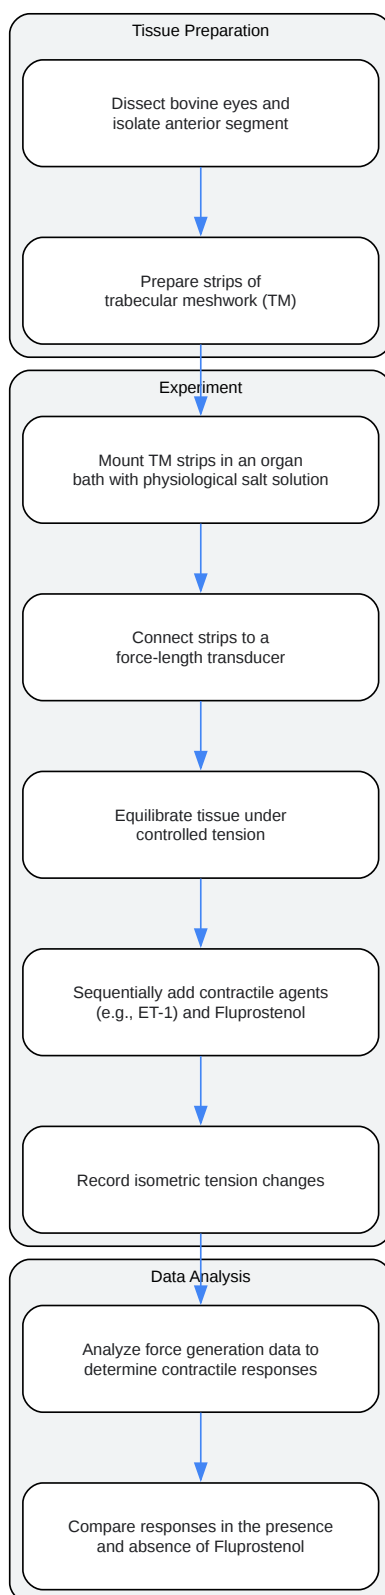 Tissue Preparation
Dissect bovine eyes and
isolate anterior segment
Prepare strips of
trabecular meshwork (TM)
Experiment
Mount TM strips in an organ
bath with physiological salt solution
Connect strips to a
force-length transducer
Equilibrate tissue under
controlled tension
Sequentially add contractile agents
(e.g., ET-1) and Fluprostenol
Record isometric tension changes
Data Analysis
Analyze force generation data to
determine contractile responses
Compare responses in the presence
and absence of Fluprostenol